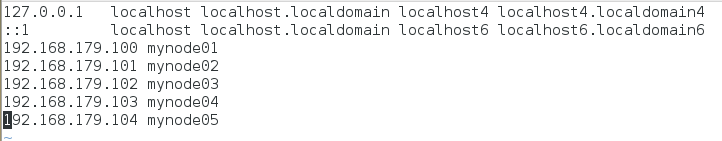 127.0.0.1   localhost localhost.localdomain localhost4 localhost4.localdomain4
::1         localhost localhost.localdomain localhost6 localhost6.localdomain6
192.168.179.100 mynode01
192.168.179.101 mynode02
192.168.179.102 mynode03
192.168.179.103 mynode04
192.168.179.104 mynode05
~